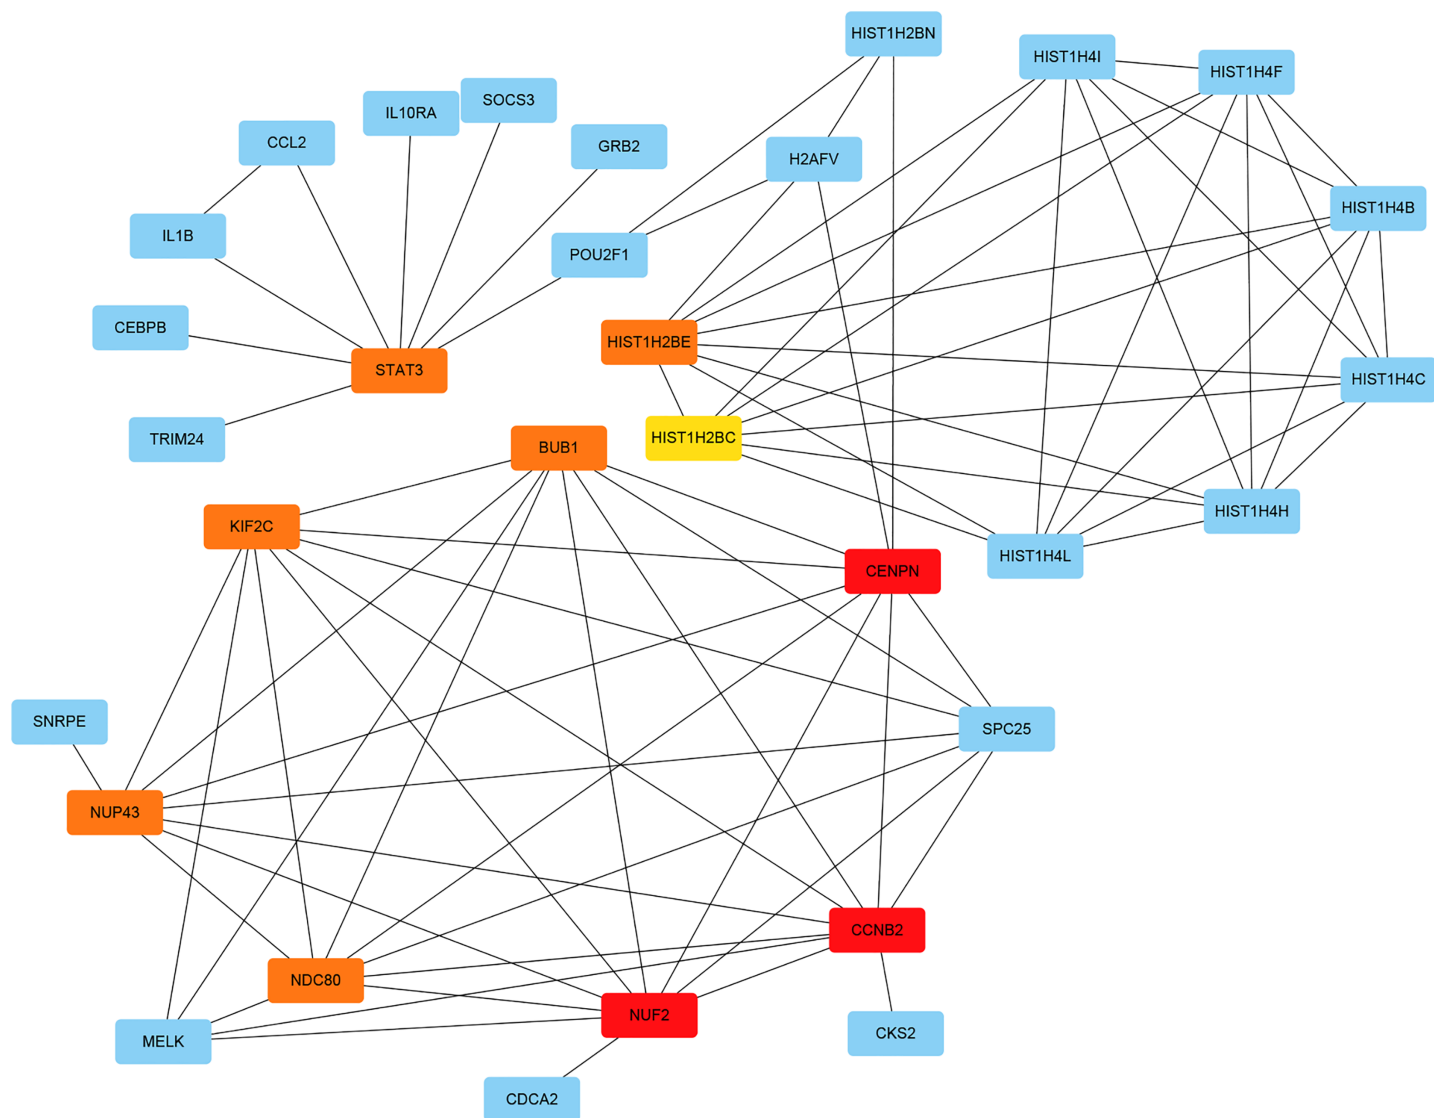 HIST1H2BN
HIST1H4I
HIST1H4F
SOCS3
IL10RA
CCL2
GRB2
H2AFV
HIST1H4B
IL1B
POU2F1
CEBPB
HIST1H2BE
STAT3
HIST1H4C
TRIM24
HIST1H2BC
BUB1
KIF2C
HIST1H4H
HIST1H4L
CENPN
SNRPE
SPC25
NUP43
CCNB2
NDC80
NUF2
CKS2
MELK
CDCA2